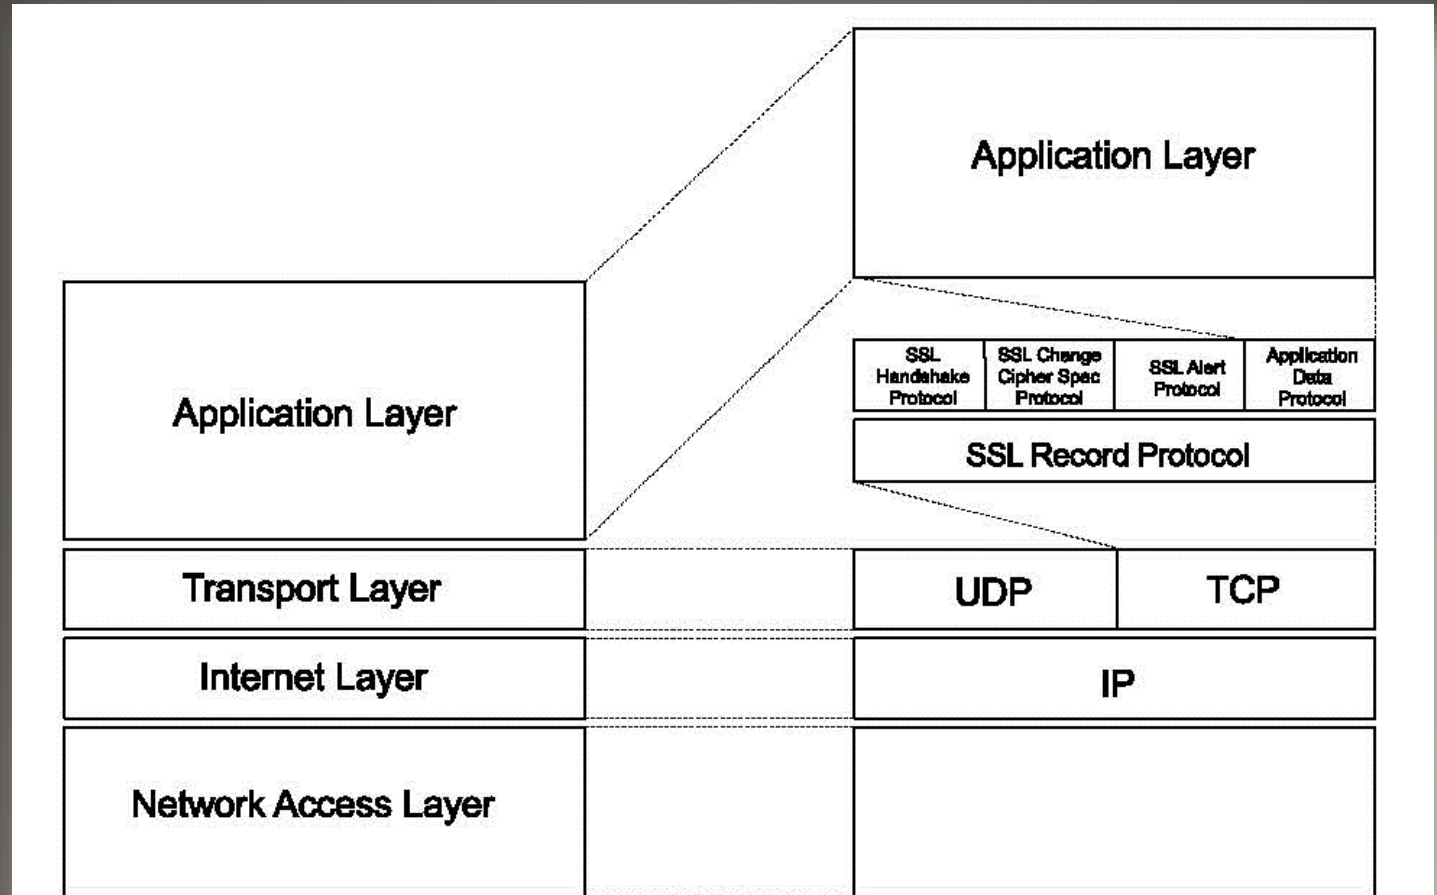 Application Layer
SSL
Handshake
Protocol
SSL Change
Cipher Spec
Protocol
SSL Alert
Protocol
Application
Data
Protocol
Application Layer
SSL Record Protocol
Transport Layer
UDP
TCP
Internet Layer
IP
Network Access Layer